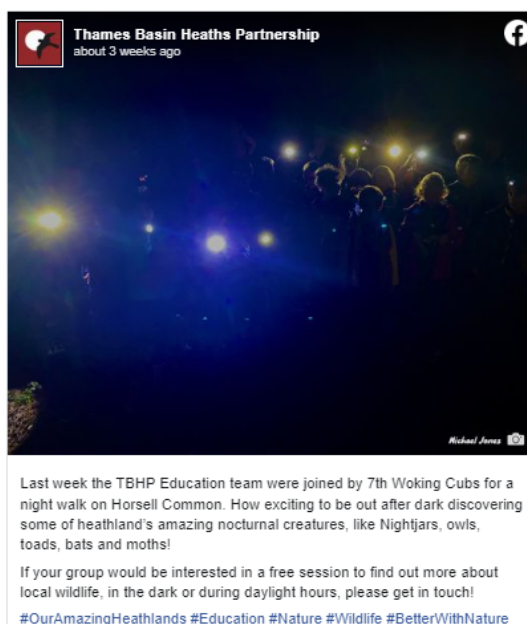 Thames Basin Heaths Partnership
about 3 weeks ago
Michael Jones
Last week the TBHP Education team were joined by 7th Woking Cubs for a
night walk on Horsell Common. How exciting to be out after dark discovering
some of heathland's amazing nocturnal creatures, like Nightjars, owls,
toads, bats and moths!
If your group would be interested in a free session to find out more about
local wildlife, in the dark or during daylight hours, please get in touch!
#OurAmazingHeathlands #Education #Nature #Wildlife #BetterWithNature